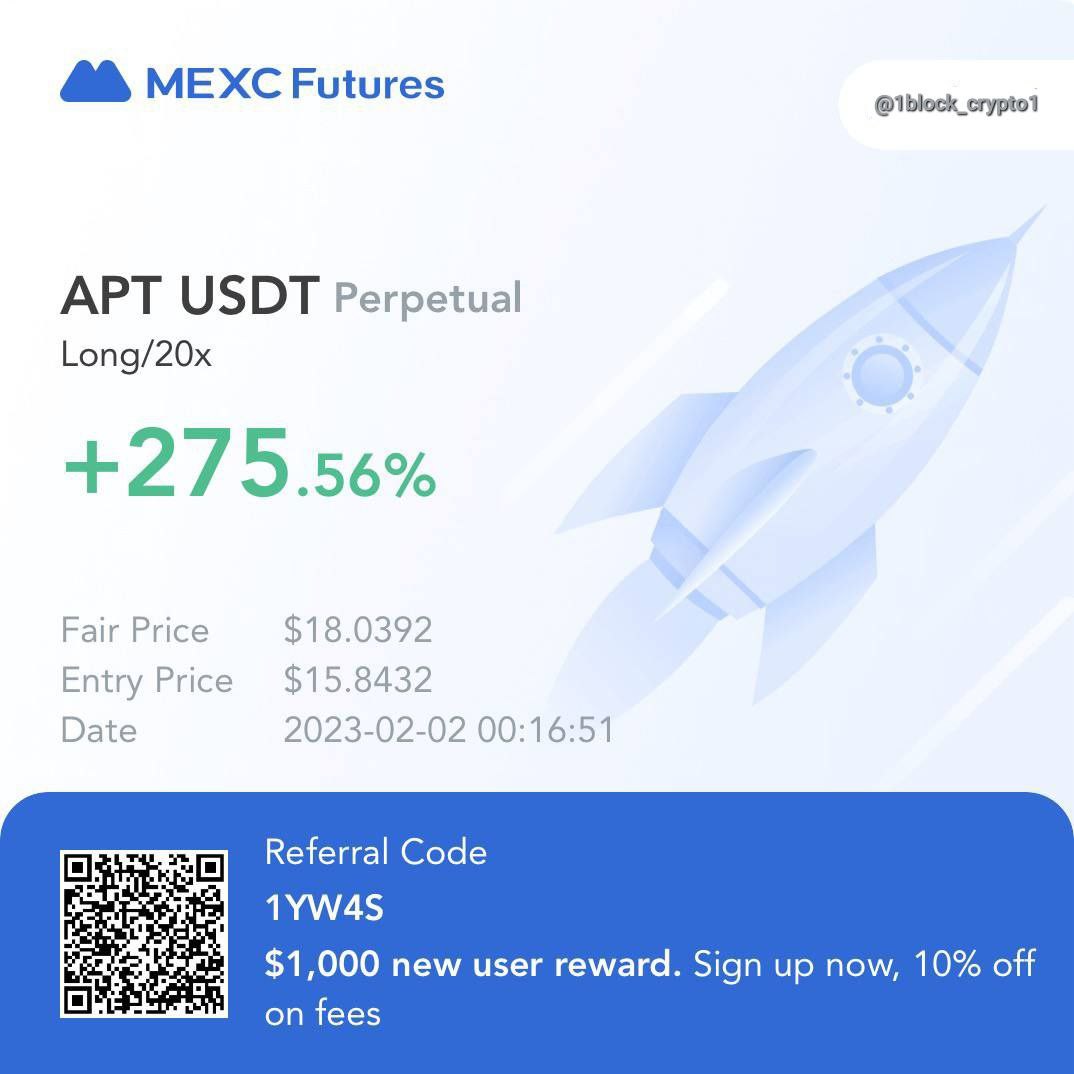 MEXC Futures
@1block_crypto1
APT USDT Perpetual
Long/20x
+275.56%
Fair Price $18.0392
Entry Price $15.8432
Date 2023-02-02 00:16:51
Referral Code
1YW4S
$1,000 new user reward. Sign up now, 10% off
on fees